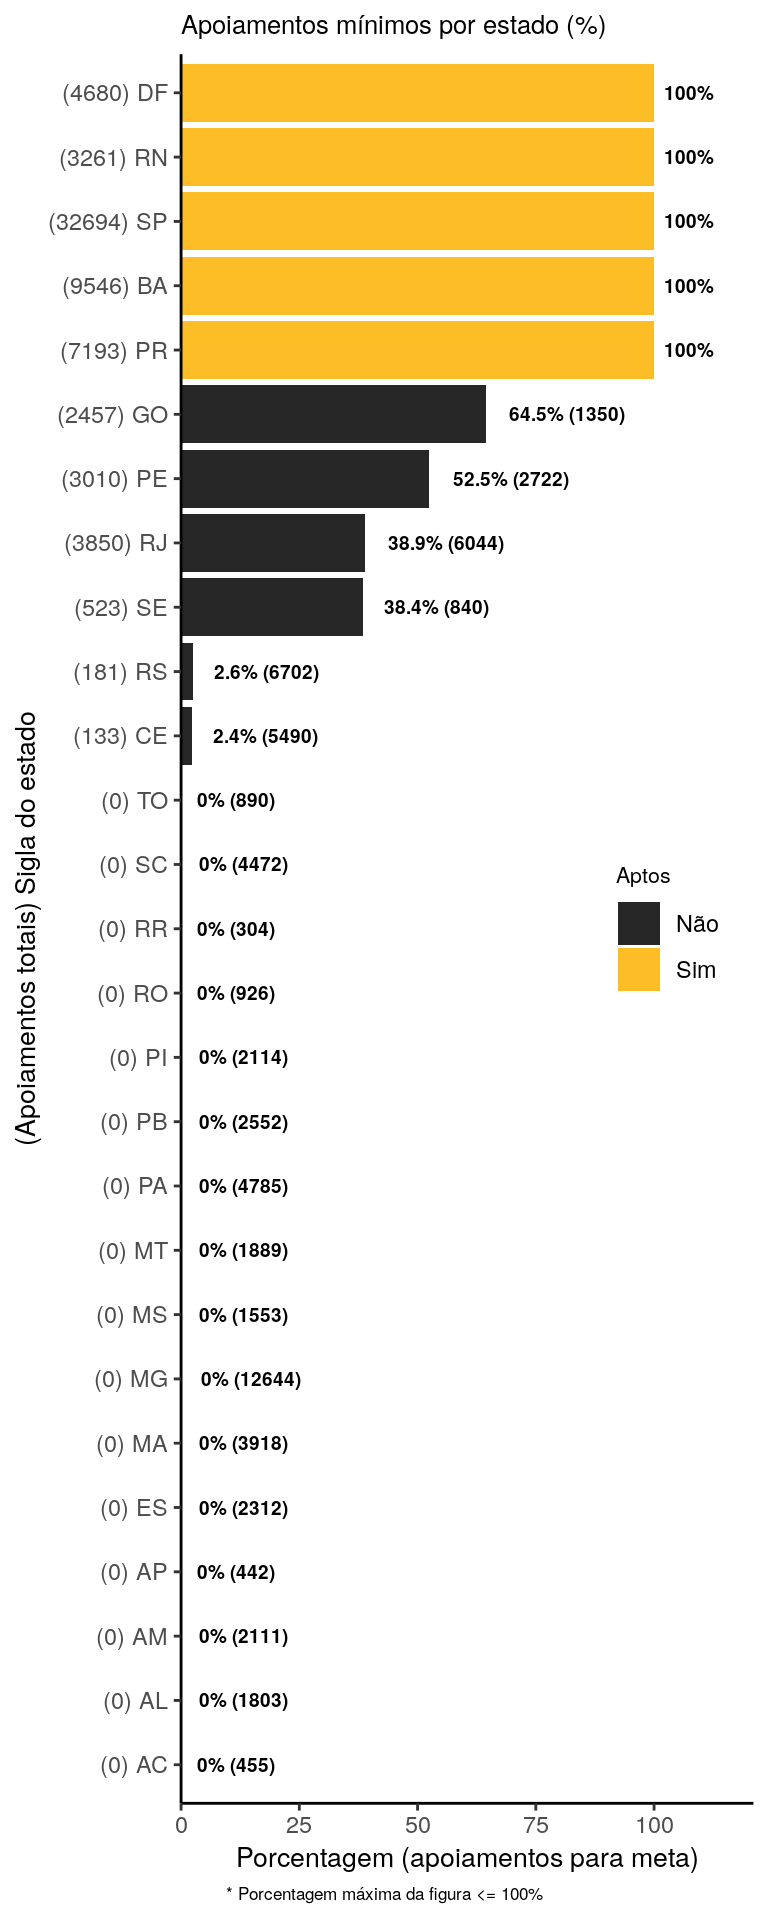 Apoiamentos mínimos por estado (%)
(4680) DF 100%
(3261) RN 100%
(32694) SP 100%
(9546) BA 100%
(7193) PR 100%
(2457) GO 64.5% (1350)
(3010) PE 52.5% (2722)
(3850) RJ 38.9% (6044)
(523) SE 38.4% (840)
(181) RS 2.6% (6702)
(133) CE 2.4% (5490)
(0) TO 0% (890)
(0) SC 0% (4472)
(0) RR 0% (304)
(0) RO 0% (926)
(0) PI 0% (2114)
(0) PB 0% (2552)
(0) PA 0% (4785)
(0) MT 0% (1889)
(0) MS 0% (1553)
(0) MG 0% (12644)
(0) MA 0% (3918)
(0) ES 0% (2312)
(0) AP 0% (442)
(0) AM 0% (2111)
(0) AL 0% (1803)
(0) AC 0% (455)
(Apoiamentos totais) Sigla do estado
Aptos
Não
Sim
0 25 50 75 100
Porcentagem (apoiamentos para meta)
* Porcentagem máxima da figura <= 100%